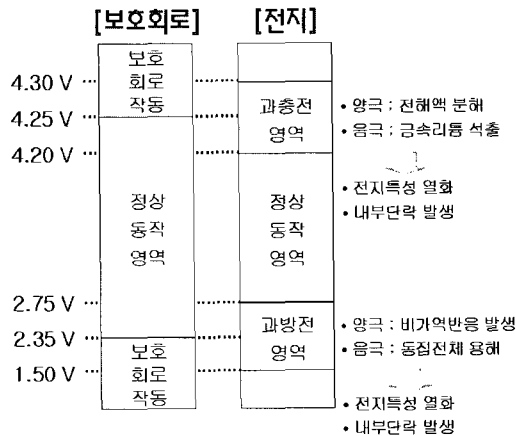 [보호회로] [전지]
보호
회로
작동
4.30 V
4.25 V
4.20 V
과충전
영역
• 양극 : 전해액 분해
• 음극 : 금속리튬 석출
• 전지특성 열화
• 내부단락 발생
정상
동작
영역
정상
동작
영역
2.75 V
2.35 V
1.50 V
과방전
영역
• 양극 : 비가역반응 발생
• 음극 : 동집전체 용해
보호
회로
작동
• 전지특성 열화
• 내부단락 발생